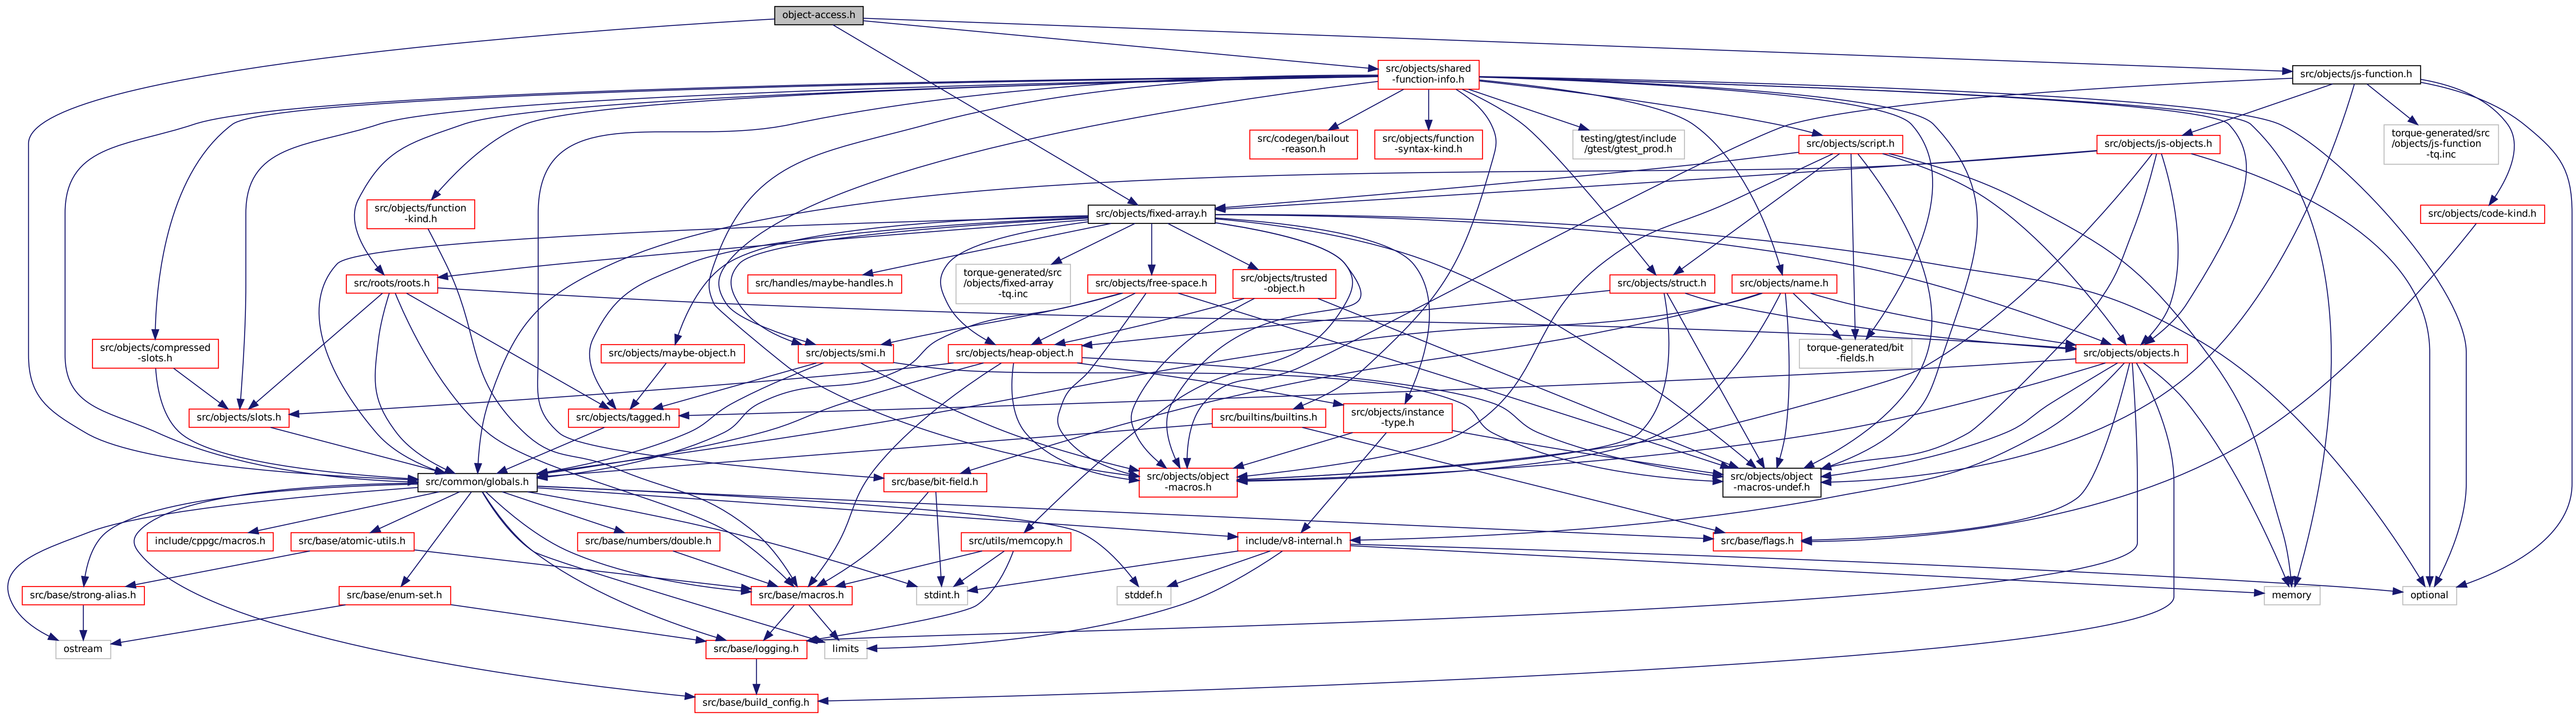 object-access.h
src/objects/shared
-function-info.h
src/objects/js-function.h
src/codegen/bailout
-reason.h
src/objects/function
-syntax-kind.h
testing/gtest/include
/gtest/gtest_prod.h
src/objects/script.h
src/objects/js-objects.h
torque-generated/src
/objects/js-function
-tq.inc
src/objects/function
-kind.h
src/objects/fixed-array.h
src/objects/code-kind.h
src/roots/roots.h
src/handles/maybe-handles.h
torque-generated/src
/objects/fixed-array
-tq.inc
src/objects/free-space.h
src/objects/trusted
-object.h
src/objects/struct.h
src/objects/name.h
src/objects/compressed
-slots.h
src/objects/maybe-object.h
src/objects/smi.h
src/objects/heap-object.h
torque-generated/bit
-fields.h
src/objects/objects.h
src/objects/slots.h
src/objects/tagged.h
src/builtins/builtins.h
src/objects/instance
-type.h
src/common/globals.h
src/base/bit-field.h
src/objects/object
-macros.h
src/objects/object
-macros-undef.h
include/cppgc/macros.h
src/base/atomic-utils.h
src/base/numbers/double.h
src/utils/memcopy.h
include/v8-internal.h
src/base/flags.h
src/base/strong-alias.h
src/base/enum-set.h
src/base/macros.h
stdint.h
stddef.h
memory
optional
ostream
src/base/logging.h
limits
src/base/build_config.h